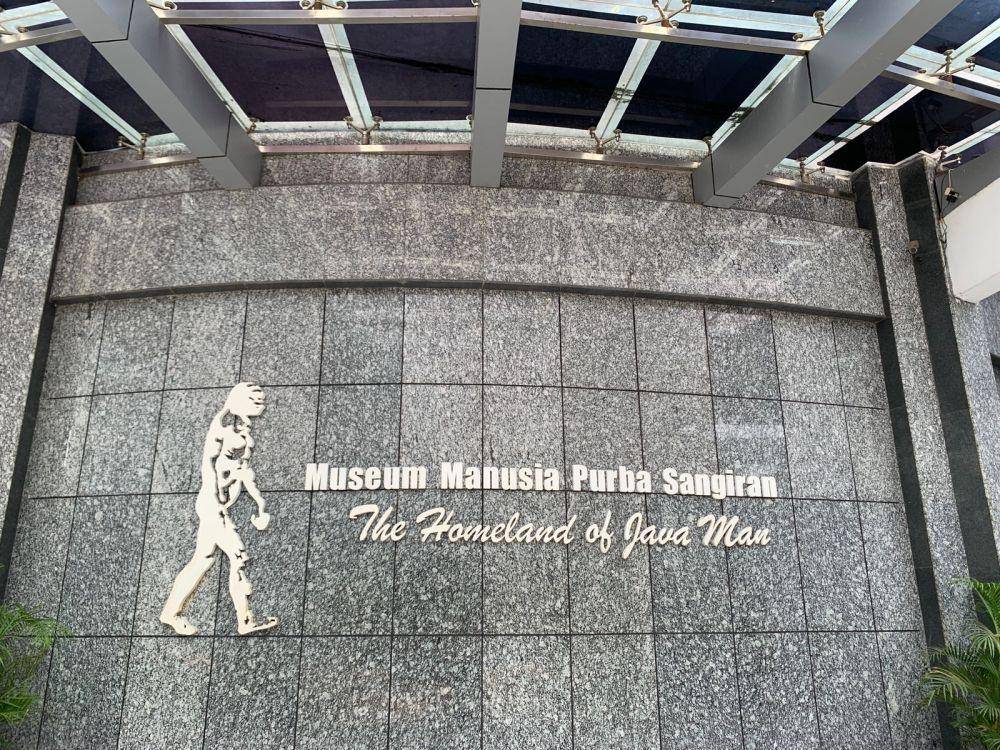 Museum Manusia Purba Sangiran
The Homeland of Java Man